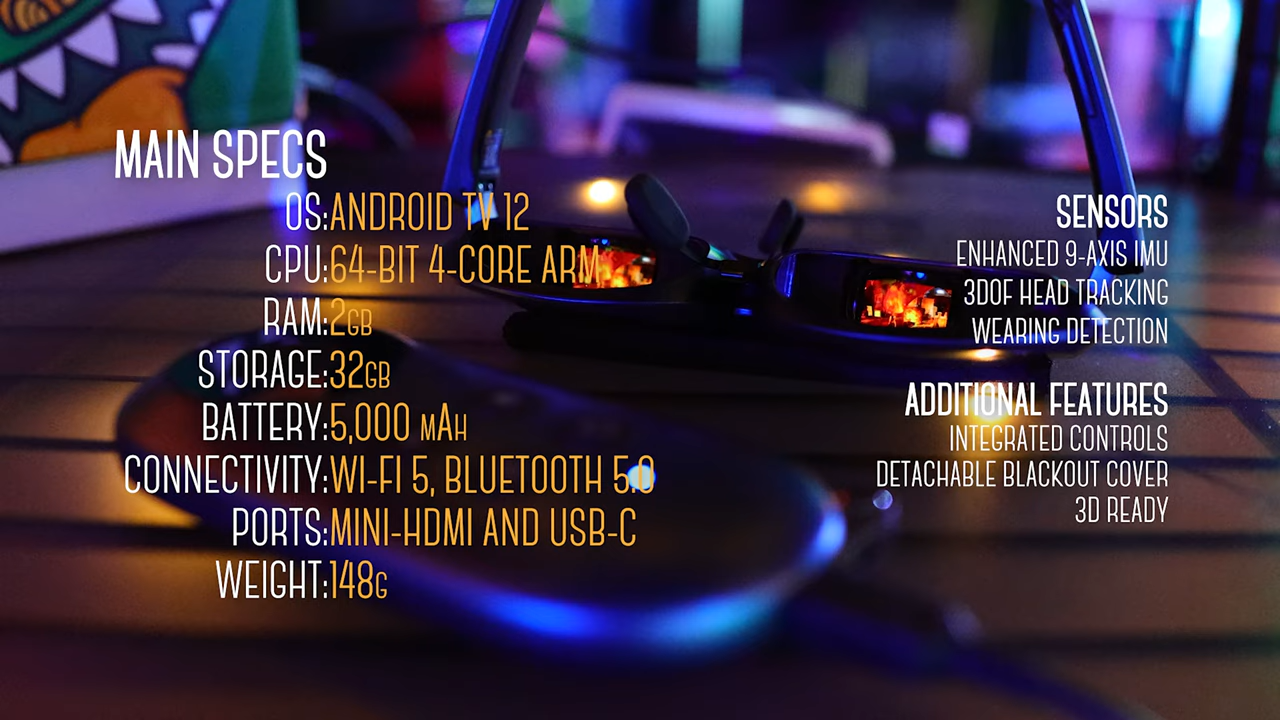 MAIN SPECS
OS: ANDROID TV 12
CPU: 64-BIT 4-CORE ARM
RAM: 2GB
STORAGE: 32GB
BATTERY: 5,000 MAH
CONNECTIVITY: WI-FI 5, BLUETOOTH 5.0
PORTS: MINI-HDMI AND USB-C
WEIGHT: 148G
SENSORS
ENHANCED 9-AXIS IMU
3DOF HEAD TRACKING
WEARING DETECTION
ADDITIONAL FEATURES
INTEGRATED CONTROLS
DETACHABLE BLACKOUT COVER
3D READY